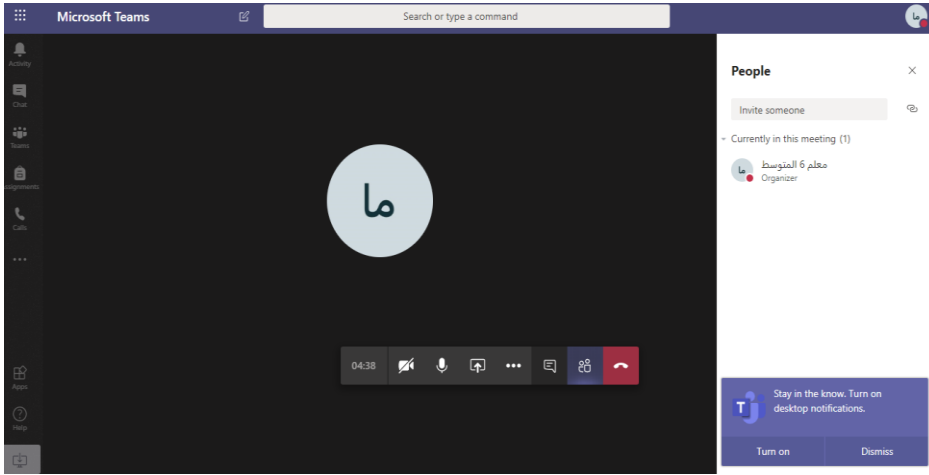 Microsoft Teams
Search or type a command
ما
Activity
Chat
Teams
Assignments
Calls
Apps
Help
ما
04:38
People
Invite someone
Currently in this meeting (1)
ما
معلم 6 المتوسط
Organizer
T
Stay in the know. Turn on
desktop notifications.
Turn on
Dismiss